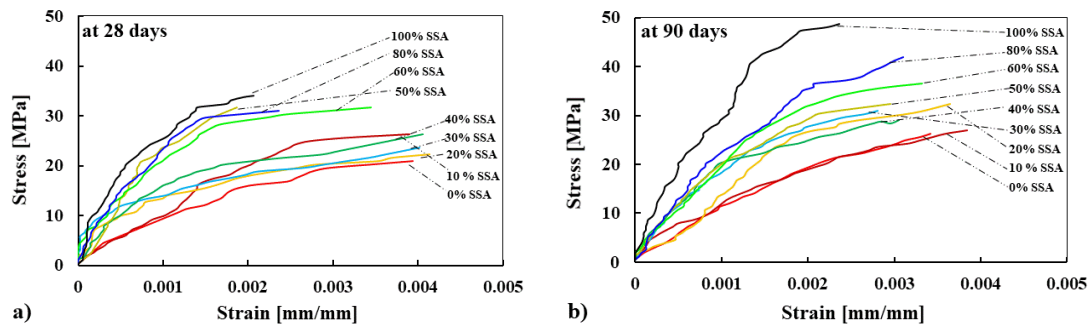 at 28 days
Stress [MPa]
50
40
30
20
10
0
100% SSA
80% SSA
60% SSA
50% SSA
40% SSA
30% SSA
20% SSA
10 % SSA
0% SSA
0 0.001 0.002 0.003 0.004 0.005
Strain [mm/mm]
a)
at 90 days
Stress [MPa]
50
40
30
20
10
0
100% SSA
80% SSA
60% SSA
50% SSA
40% SSA
30% SSA
20% SSA
10 % SSA
0% SSA
0 0.001 0.002 0.003 0.004 0.005
Strain [mm/mm]
b)